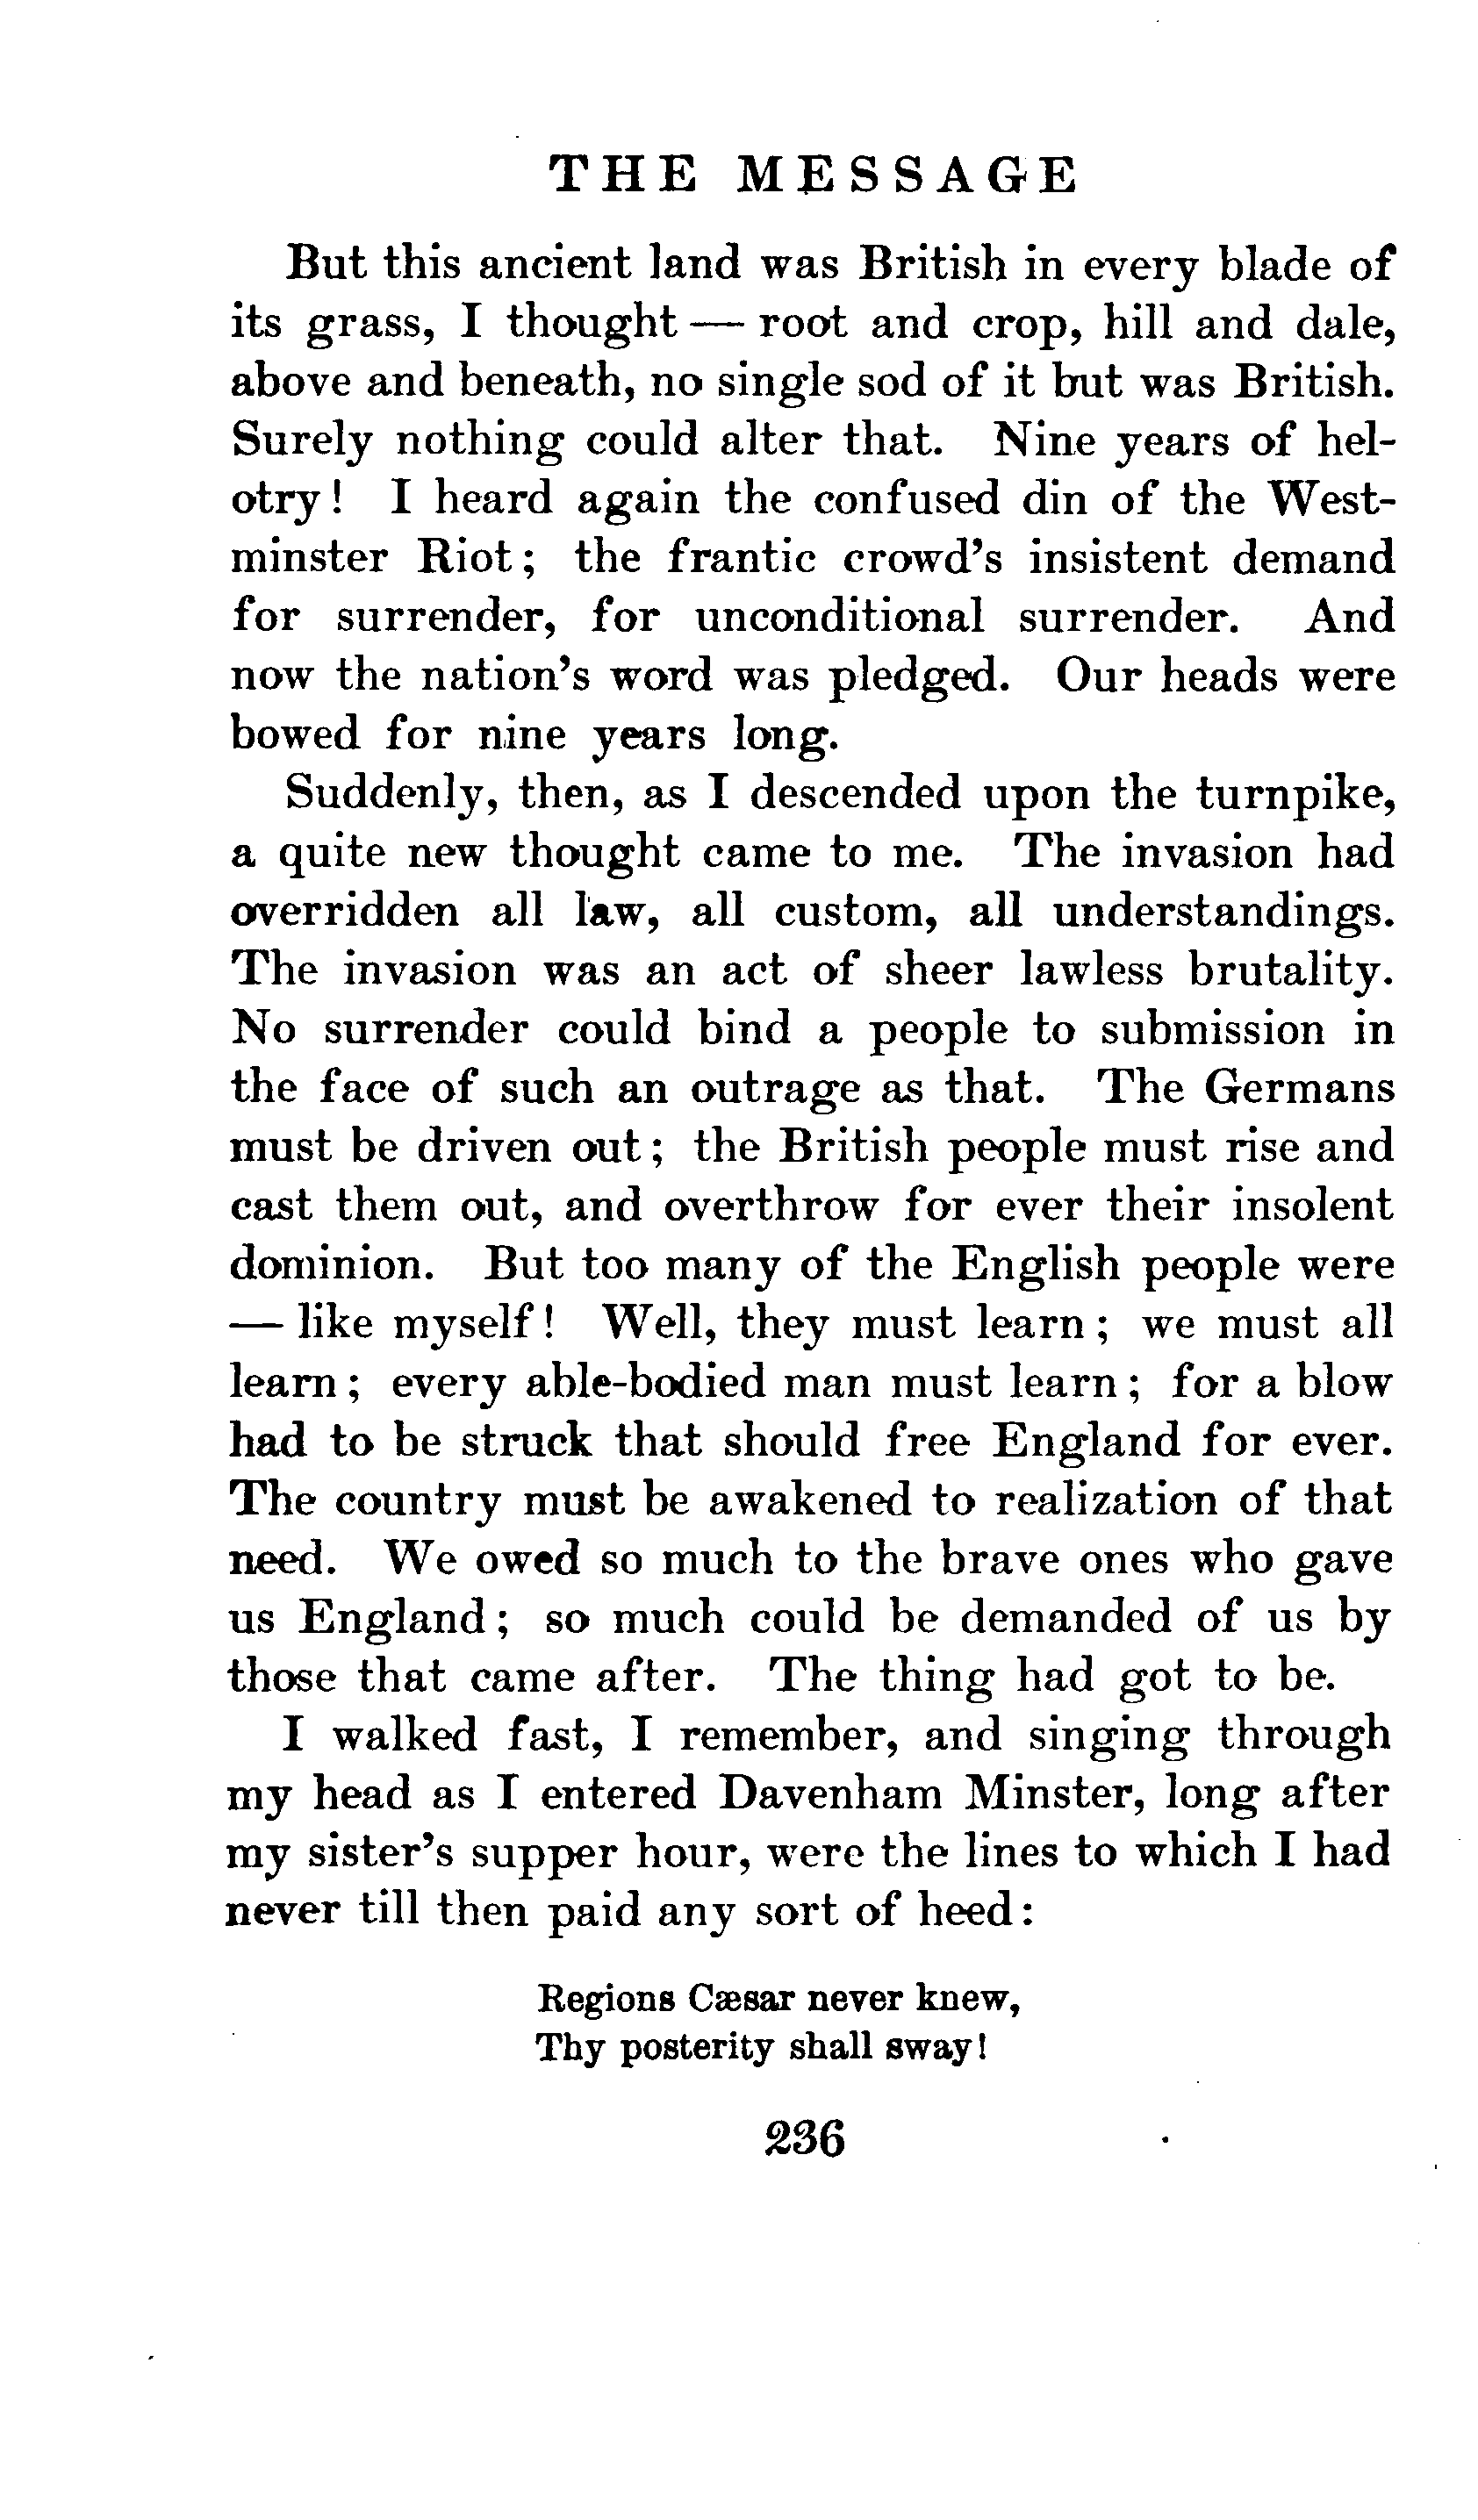 THE MESSAGE
But this ancient land was British in every blade of
its grass, I thought — root and crop, hill and dale,
above and beneath, no single sod of it but was British.
Surely nothing could alter that. Nine years of hel-
otry! I heard again the confused din of the West-
minster Riot; the frantic crowd's insistent demand
for surrender, for unconditional surrender. And
now the nation's word was pledged. Our heads were
bowed for nine years long.
Suddenly, then, as I descended upon the turnpike,
a quite new thought came to me. The invasion had
overridden all law, all custom, all understandings.
The invasion was an act of sheer lawless brutality.
No surrender could bind a people to submission in
the face of such an outrage as that. The Germans
must be driven out; the British people must rise and
cast them out, and overthrow for ever their insolent
dominion. But too many of the English people were
— like myself! Well, they must learn; we must all
learn; every able-bodied man must learn; for a blow
had to be struck that should free England for ever.
The country must be awakened to realization of that
need. We owed so much to the brave ones who gave
us England; so much could be demanded of us by
those that came after. The thing had got to be.
I walked fast, I remember, and singing through
my head as I entered Davenham Minster, long after
my sister's supper hour, were the lines to which I had
never till then paid any sort of heed:
Regions Cæsar never knew,
Thy posterity shall sway!
236